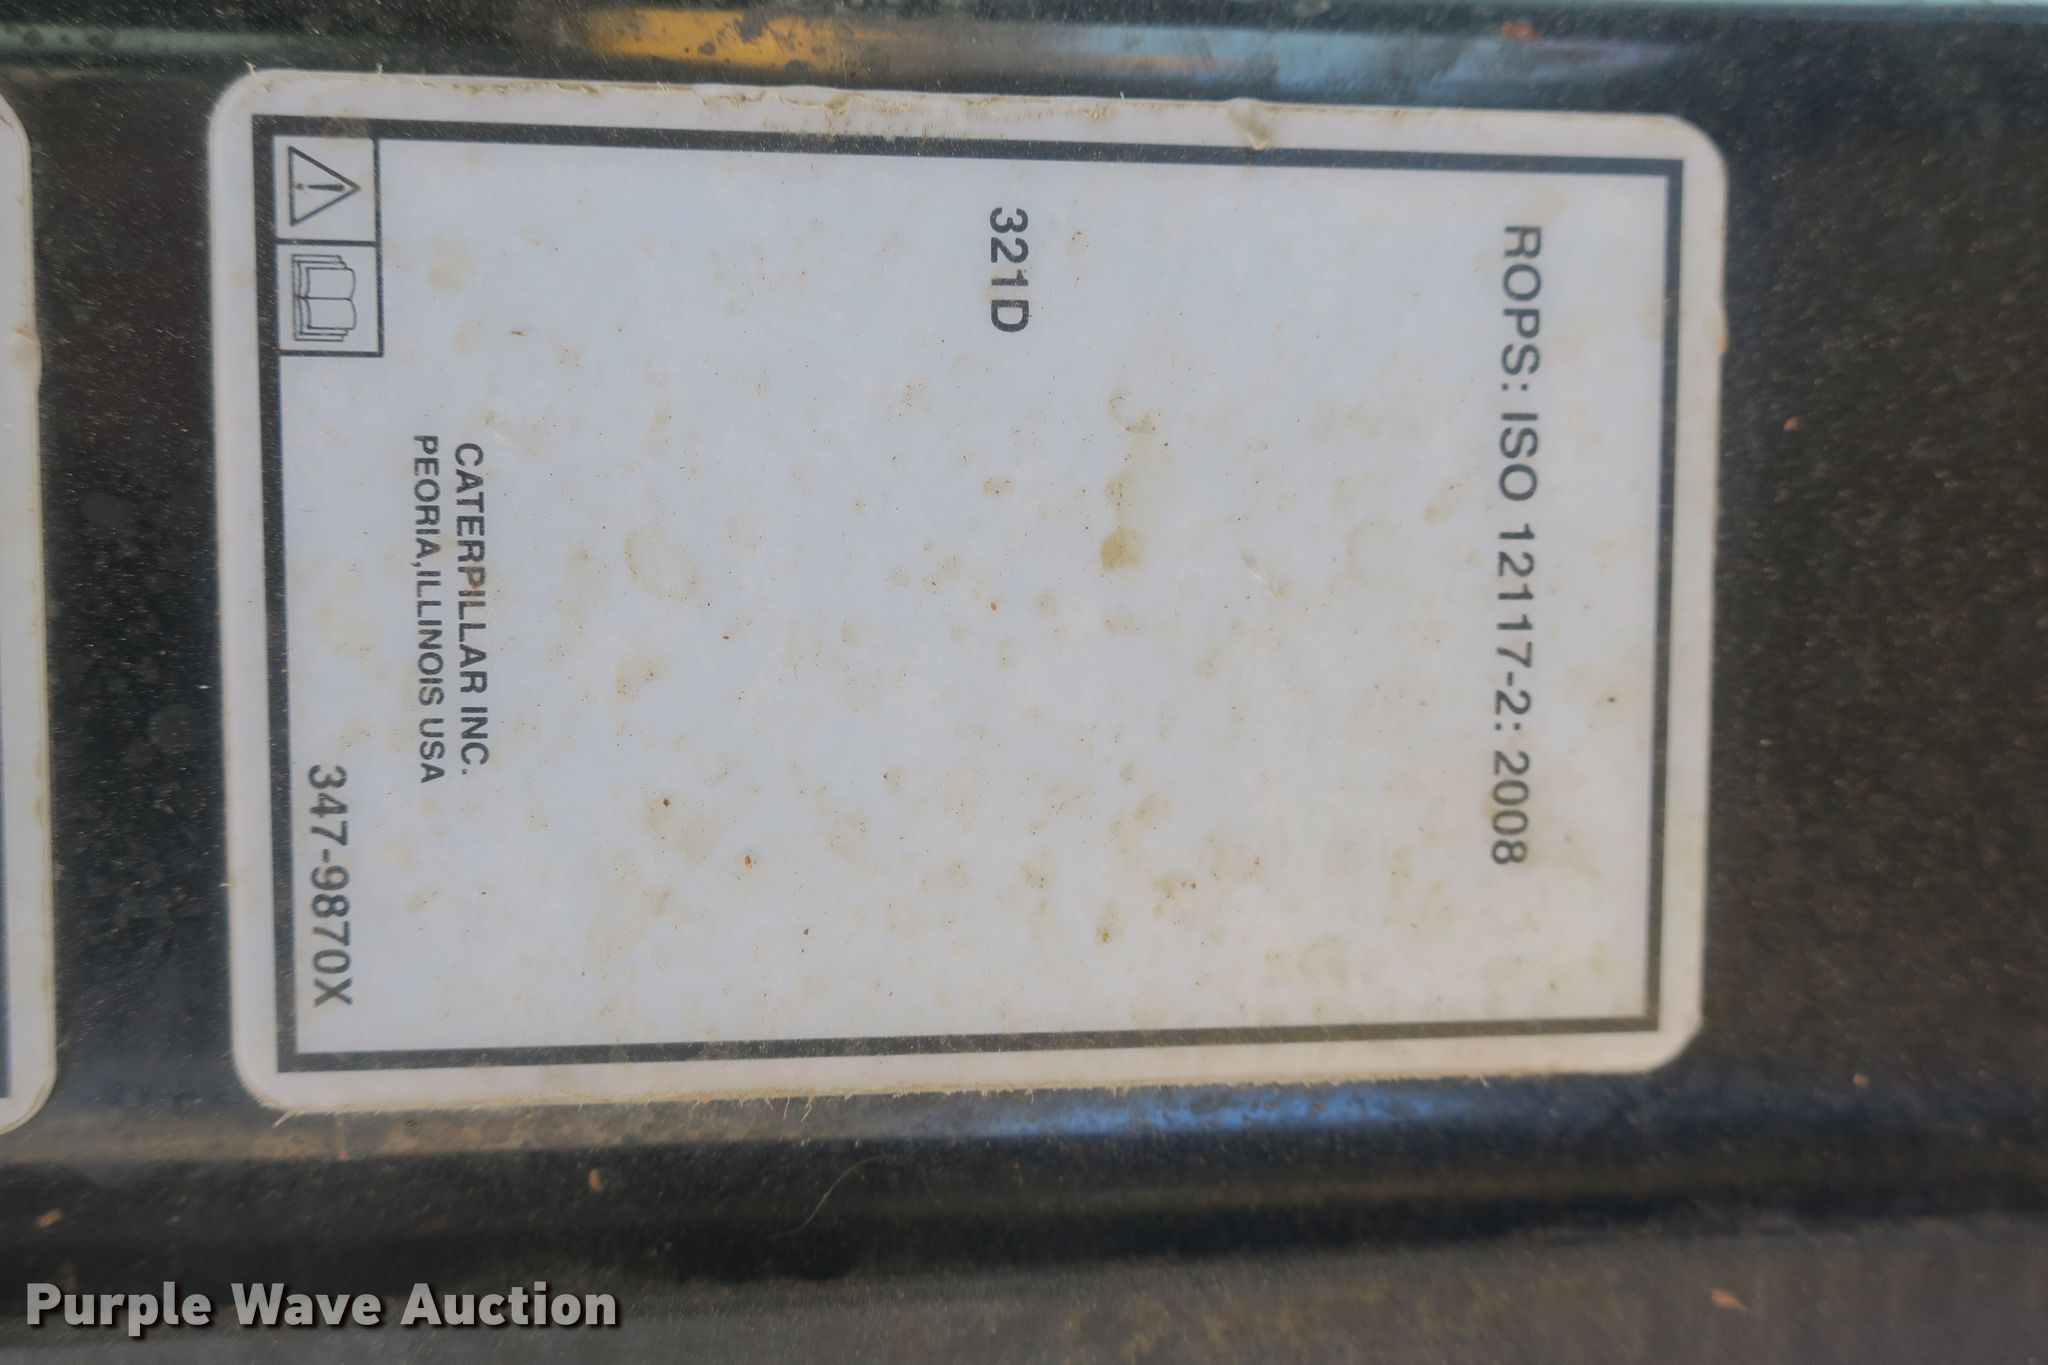 ROPS: ISO 12117-2: 2008
321D
CATERPILLAR INC.
PEORIA,ILLINOIS USA
347-9870X
Purple Wave Auction